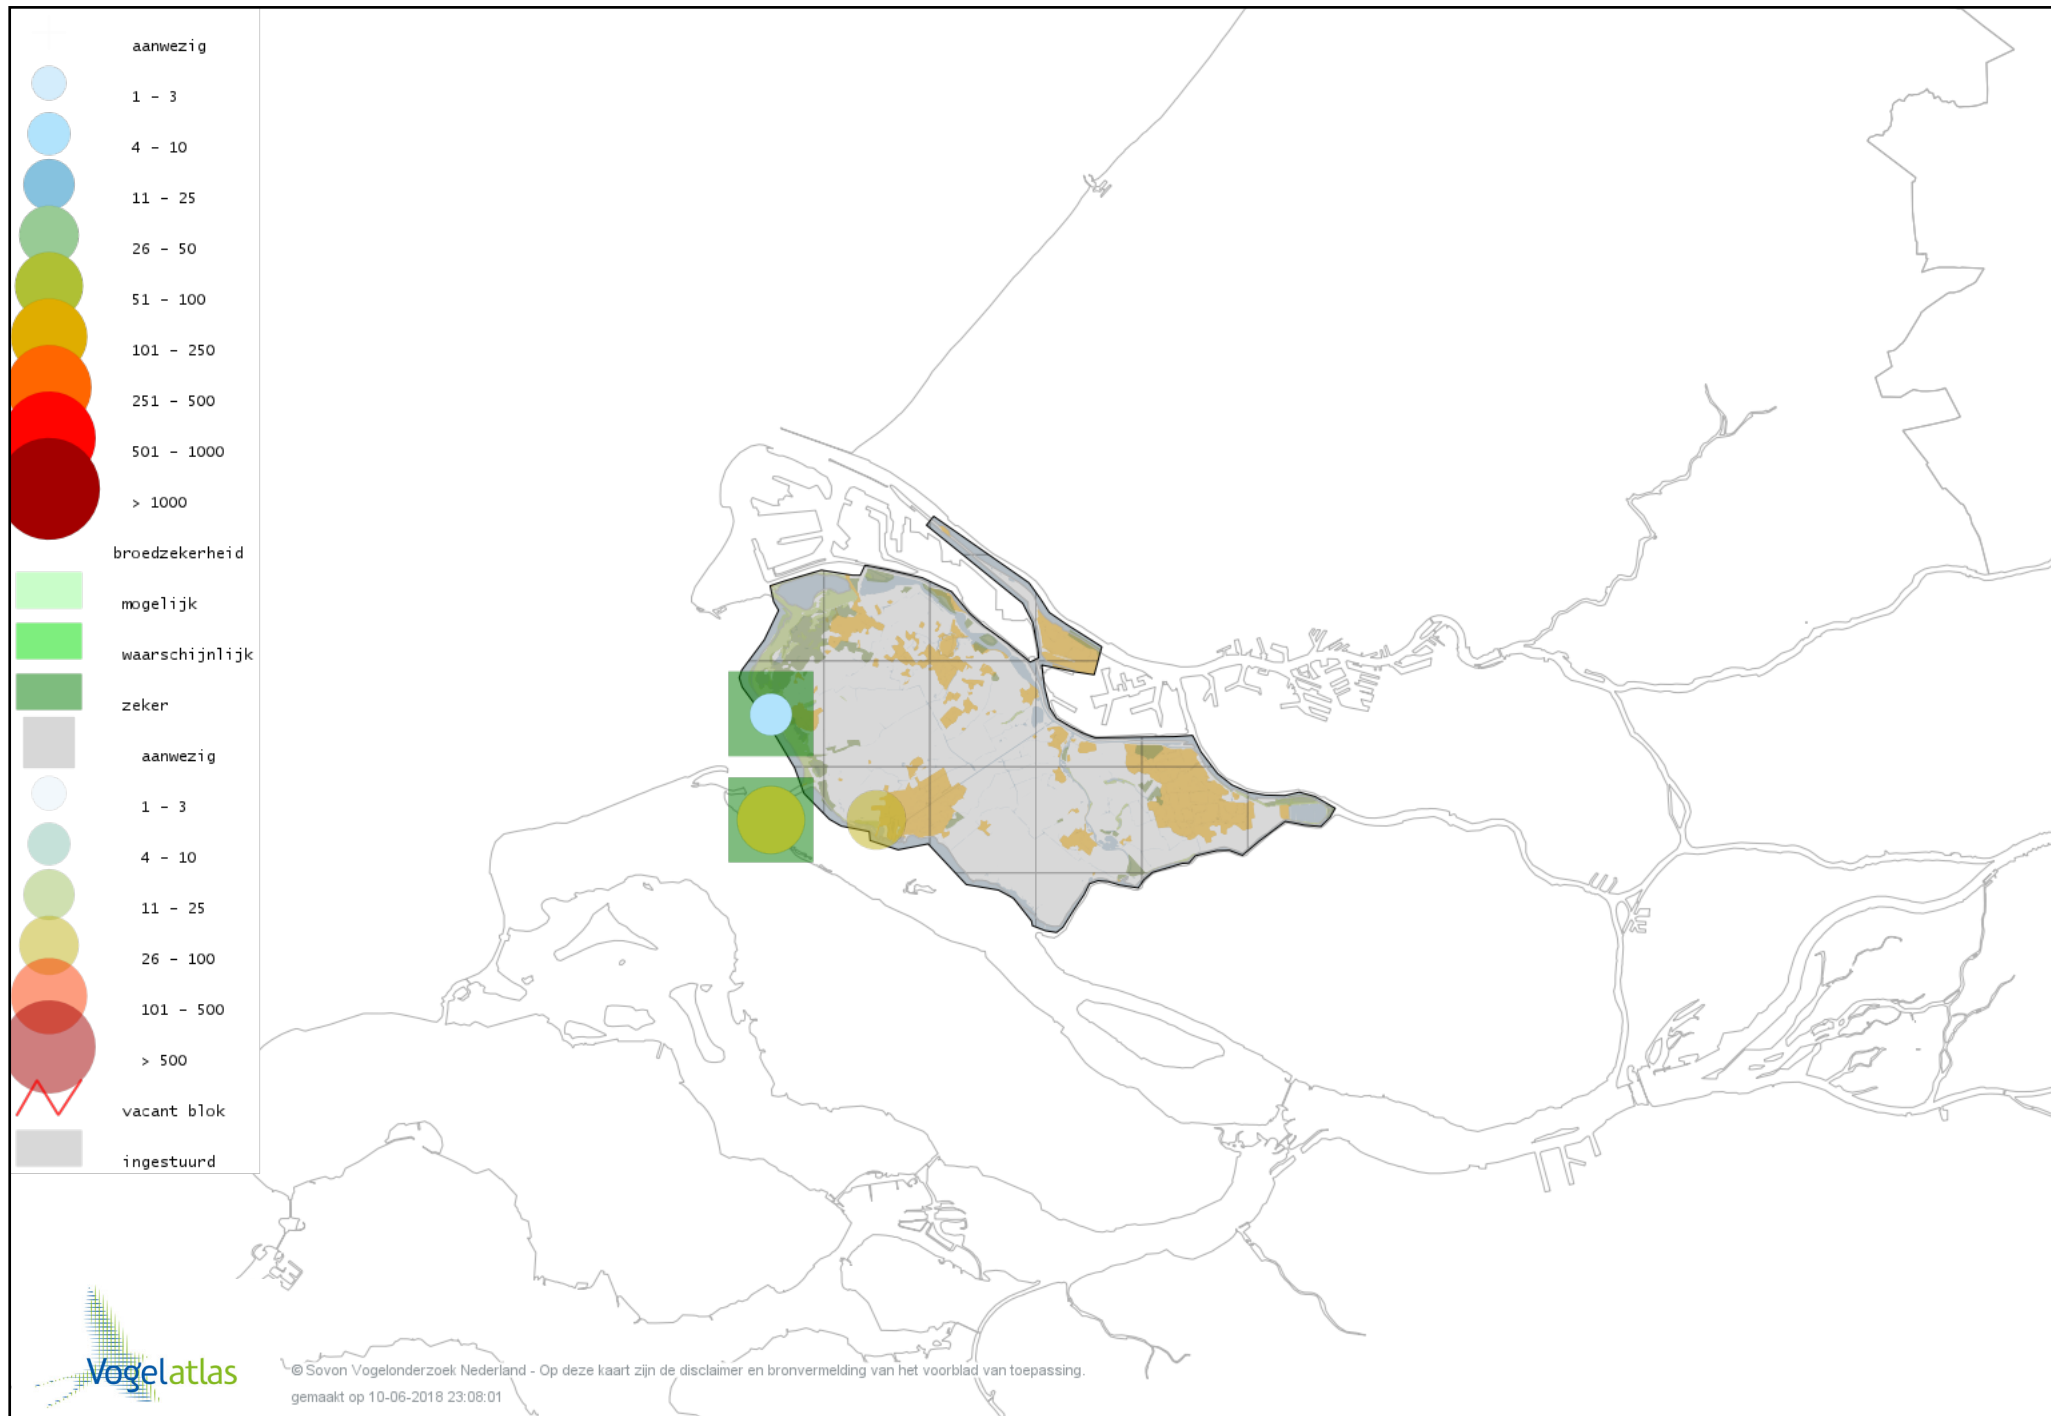 aanwezig
1 - 3
4 - 10
11 - 25
26 - 50
51 - 100
101 - 250
251 - 500
501 - 1000
> 1000
broedzekerheid
mogelijk
waarschijnlijk
zeker
aanwezig
1 - 3
4 - 10
11 - 25
26 - 100
101 - 500
> 500
vacant blok
ingestuurd
Vogelatlas
© Sovon Vogelonderzoek Nederland - Op deze kaart zijn de disclaimer en bronvermelding van het voorblad van toepassing.
gemaakt op 10-06-2018 23:08:01